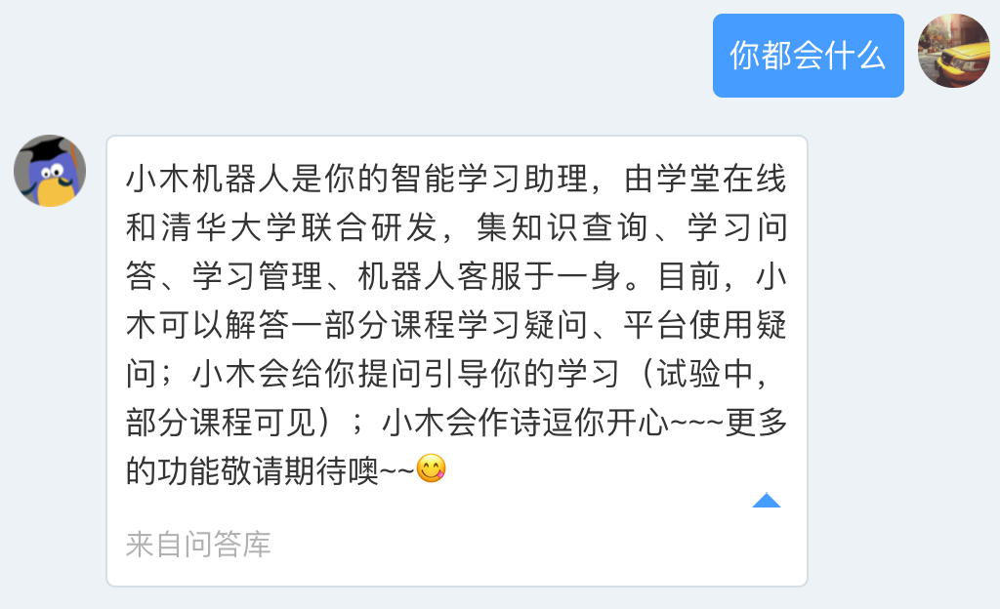 你都会什么
小木机器人是你的智能学习助理，由学堂在线
和清华大学联合研发，集知识查询、学习问
答、学习管理、机器人客服于一身。目前，小
木可以解答一部分课程学习疑问、平台使用疑
问；小木会给你提问引导你的学习（试验中，
部分课程可见）；小木会作诗逗你开心~~~更多
的功能敬请期待噢~~😋
来自问答库